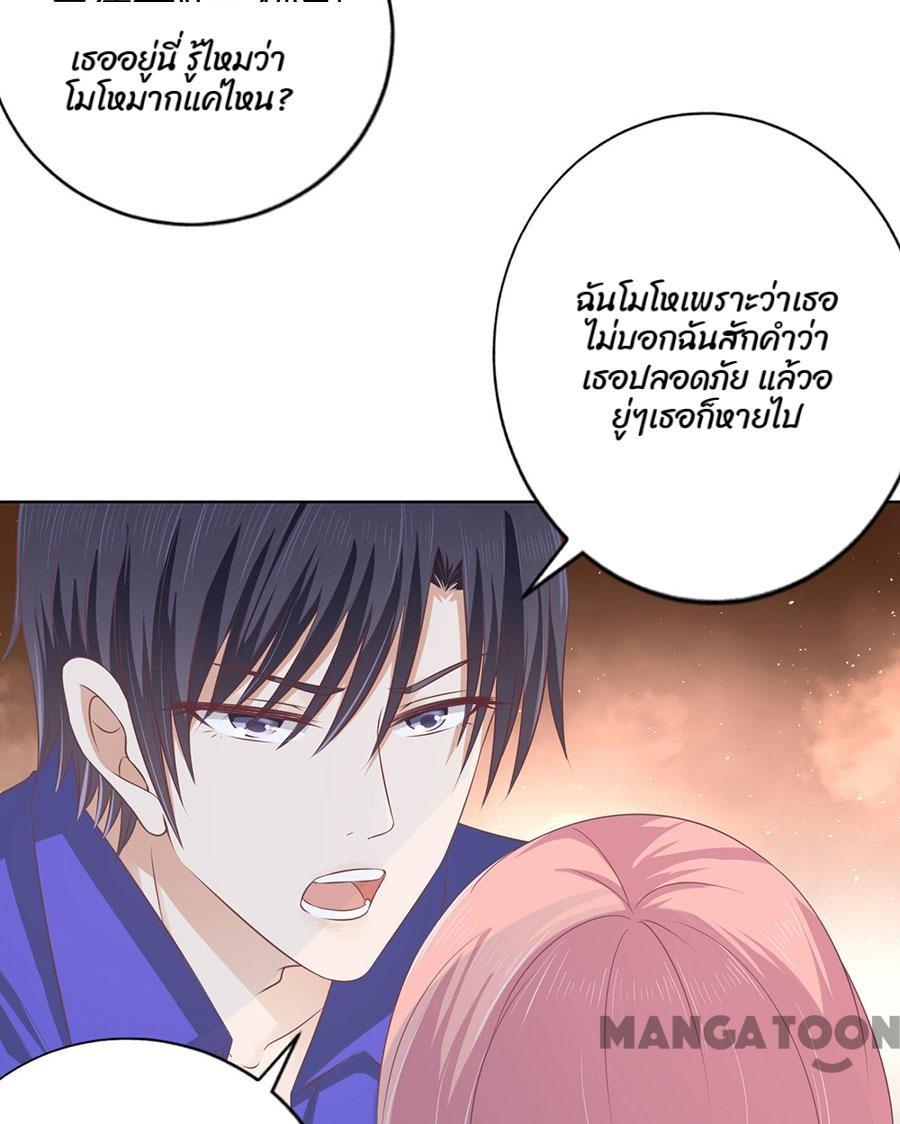 เธออยู่นี่ รู้ไหมว่า
โมโหมากแค่ไหน?
ฉันโมโหเพราะว่าเธอ
ไม่บอกฉันสักคำว่า
เธอปลอดภัย แล้วอ
ยู่ๆเธอก็หายไป
MANGATOON